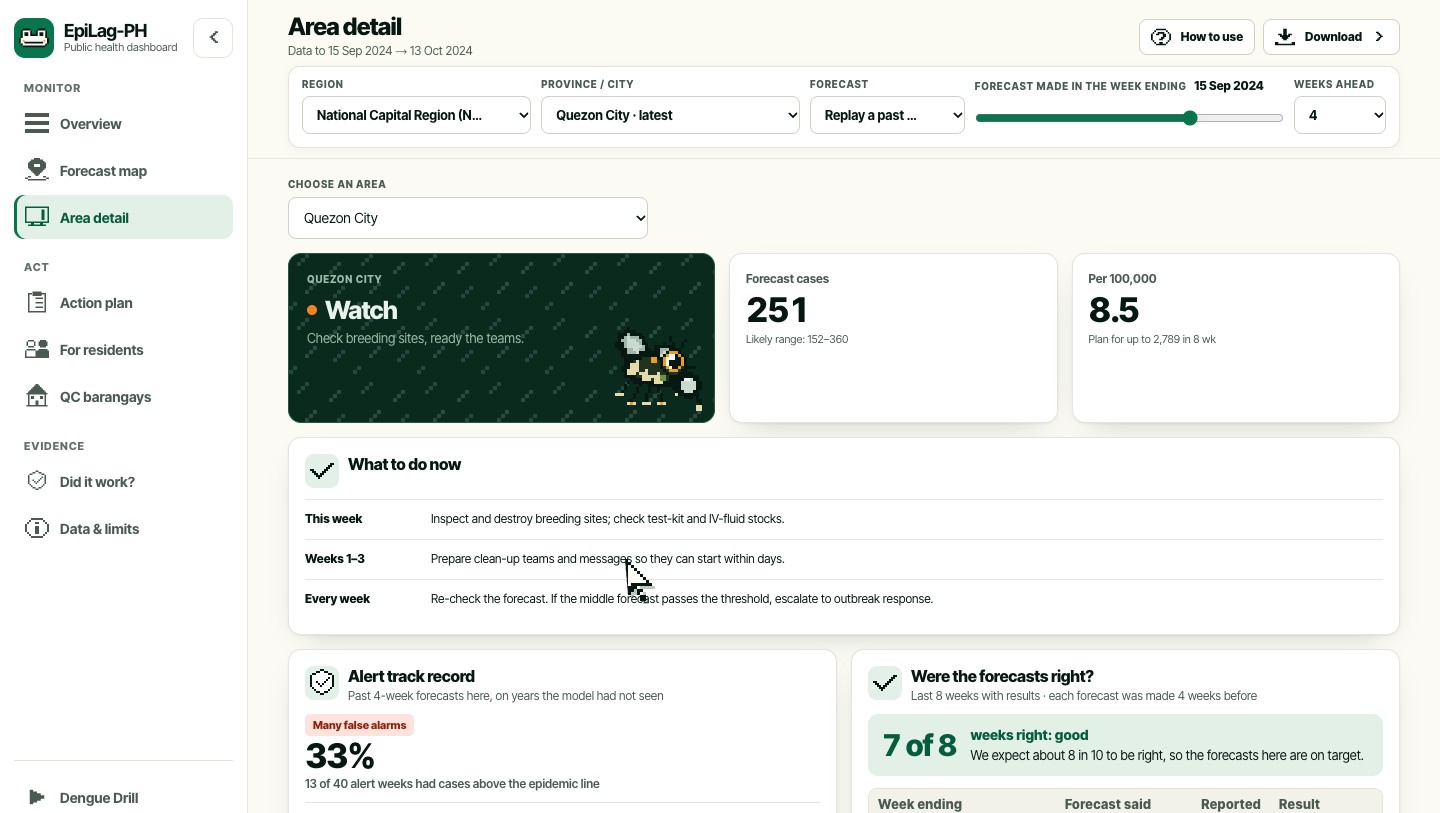 EpiLag-PH
Public health dashboard
MONITOR
Overview
Forecast map
Area detail
ACT
Action plan
For residents
QC barangays
EVIDENCE
Did it work?
Data & limits
Dengue Drill
Area detail
Data to 15 Sep 2024 → 13 Oct 2024
How to use
Download
REGION
National Capital Region (N...
PROVINCE / CITY
Quezon City · latest
FORECAST
Replay a past ...
FORECAST MADE IN THE WEEK ENDING 15 Sep 2024
WEEKS AHEAD
4
CHOOSE AN AREA
Quezon City
QUEZON CITY
Watch
Check breeding sites, ready the teams.
Forecast cases
251
Likely range: 152–360
Per 100,000
8.5
Plan for up to 2,789 in 8 wk
What to do now
This week Inspect and destroy breeding sites; check test-kit and IV-fluid stocks.
Weeks 1–3 Prepare clean-up teams and messages so they can start within days.
Every week Re-check the forecast. If the middle forecast passes the threshold, escalate to outbreak response.
Alert track record
Past 4-week forecasts here, on years the model had not seen
Many false alarms
33%
13 of 40 alert weeks had cases above the epidemic line
Were the forecasts right?
Last 8 weeks with results · each forecast was made 4 weeks before
7 of 8
weeks right: good
We expect about 8 in 10 to be right, so the forecasts here are on target.
Week ending Forecast said Reported Result